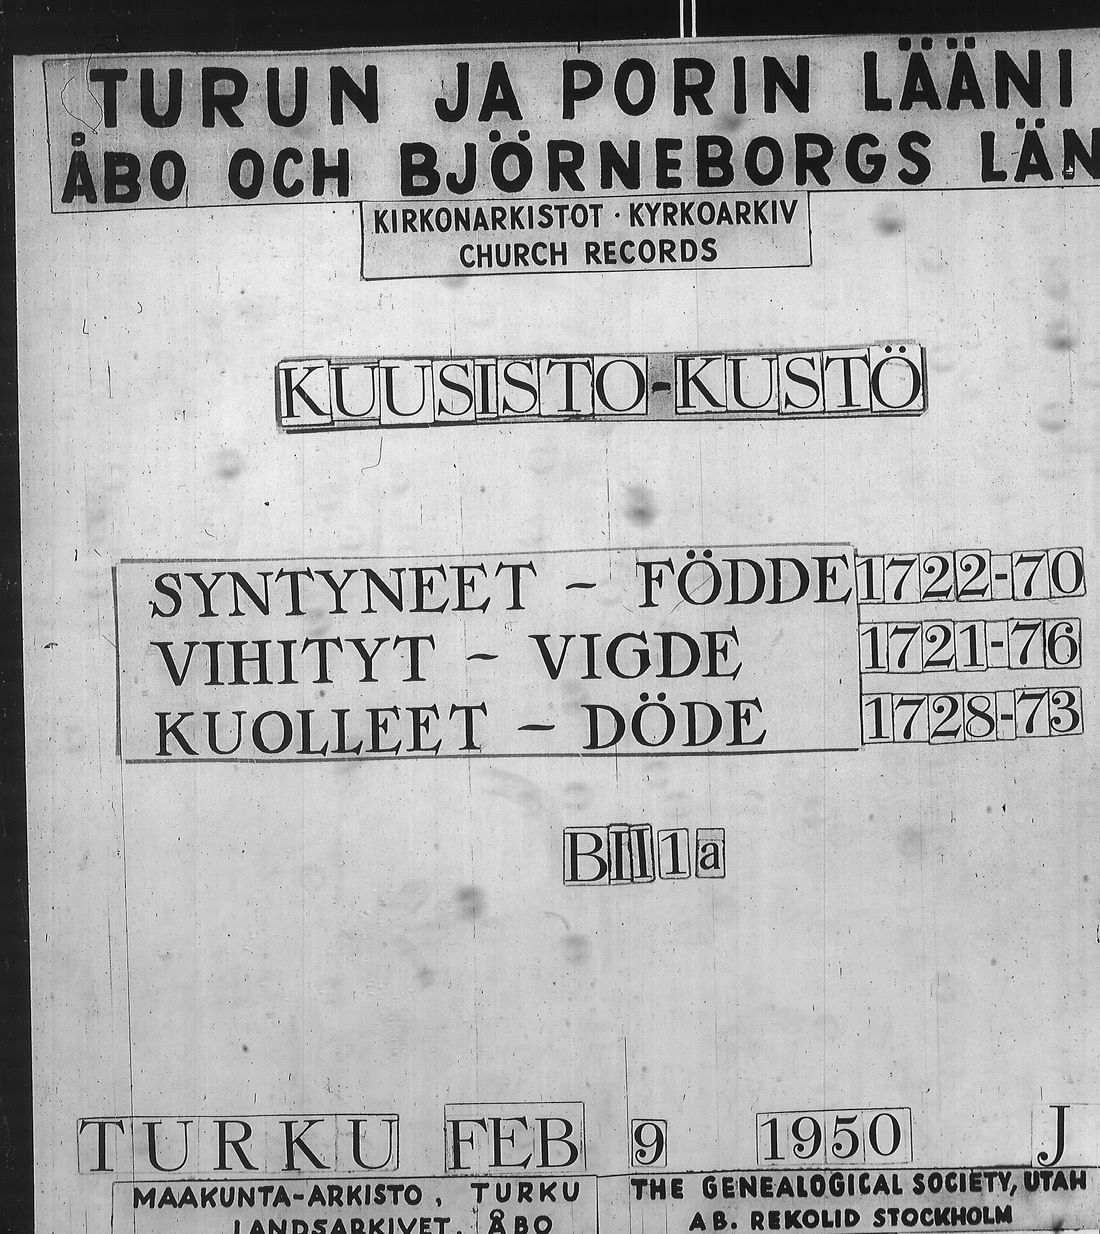 TURUN JA PORIN LÄÄNI
ÅBO OCH BJÖRNEBORGS LÄN
KIRKONARKISTOT · KYRKOARKIV
CHURCH RECORDS
KUUSISTO-KUSTÖ
SYNTYNEET – FÖDDE 1722-70
VIHITYT – VIGDE 1721-76
KUOLLEET – DÖDE 1728-73
BII1a
TURKU FEB 9 1950 J
MAAKUNTA-ARKISTO, TURKU
LANDSARKIVET, ÅBO
THE GENEALOGICAL SOCIETY, UTAH
AB. REKOLID STOCKHOLM